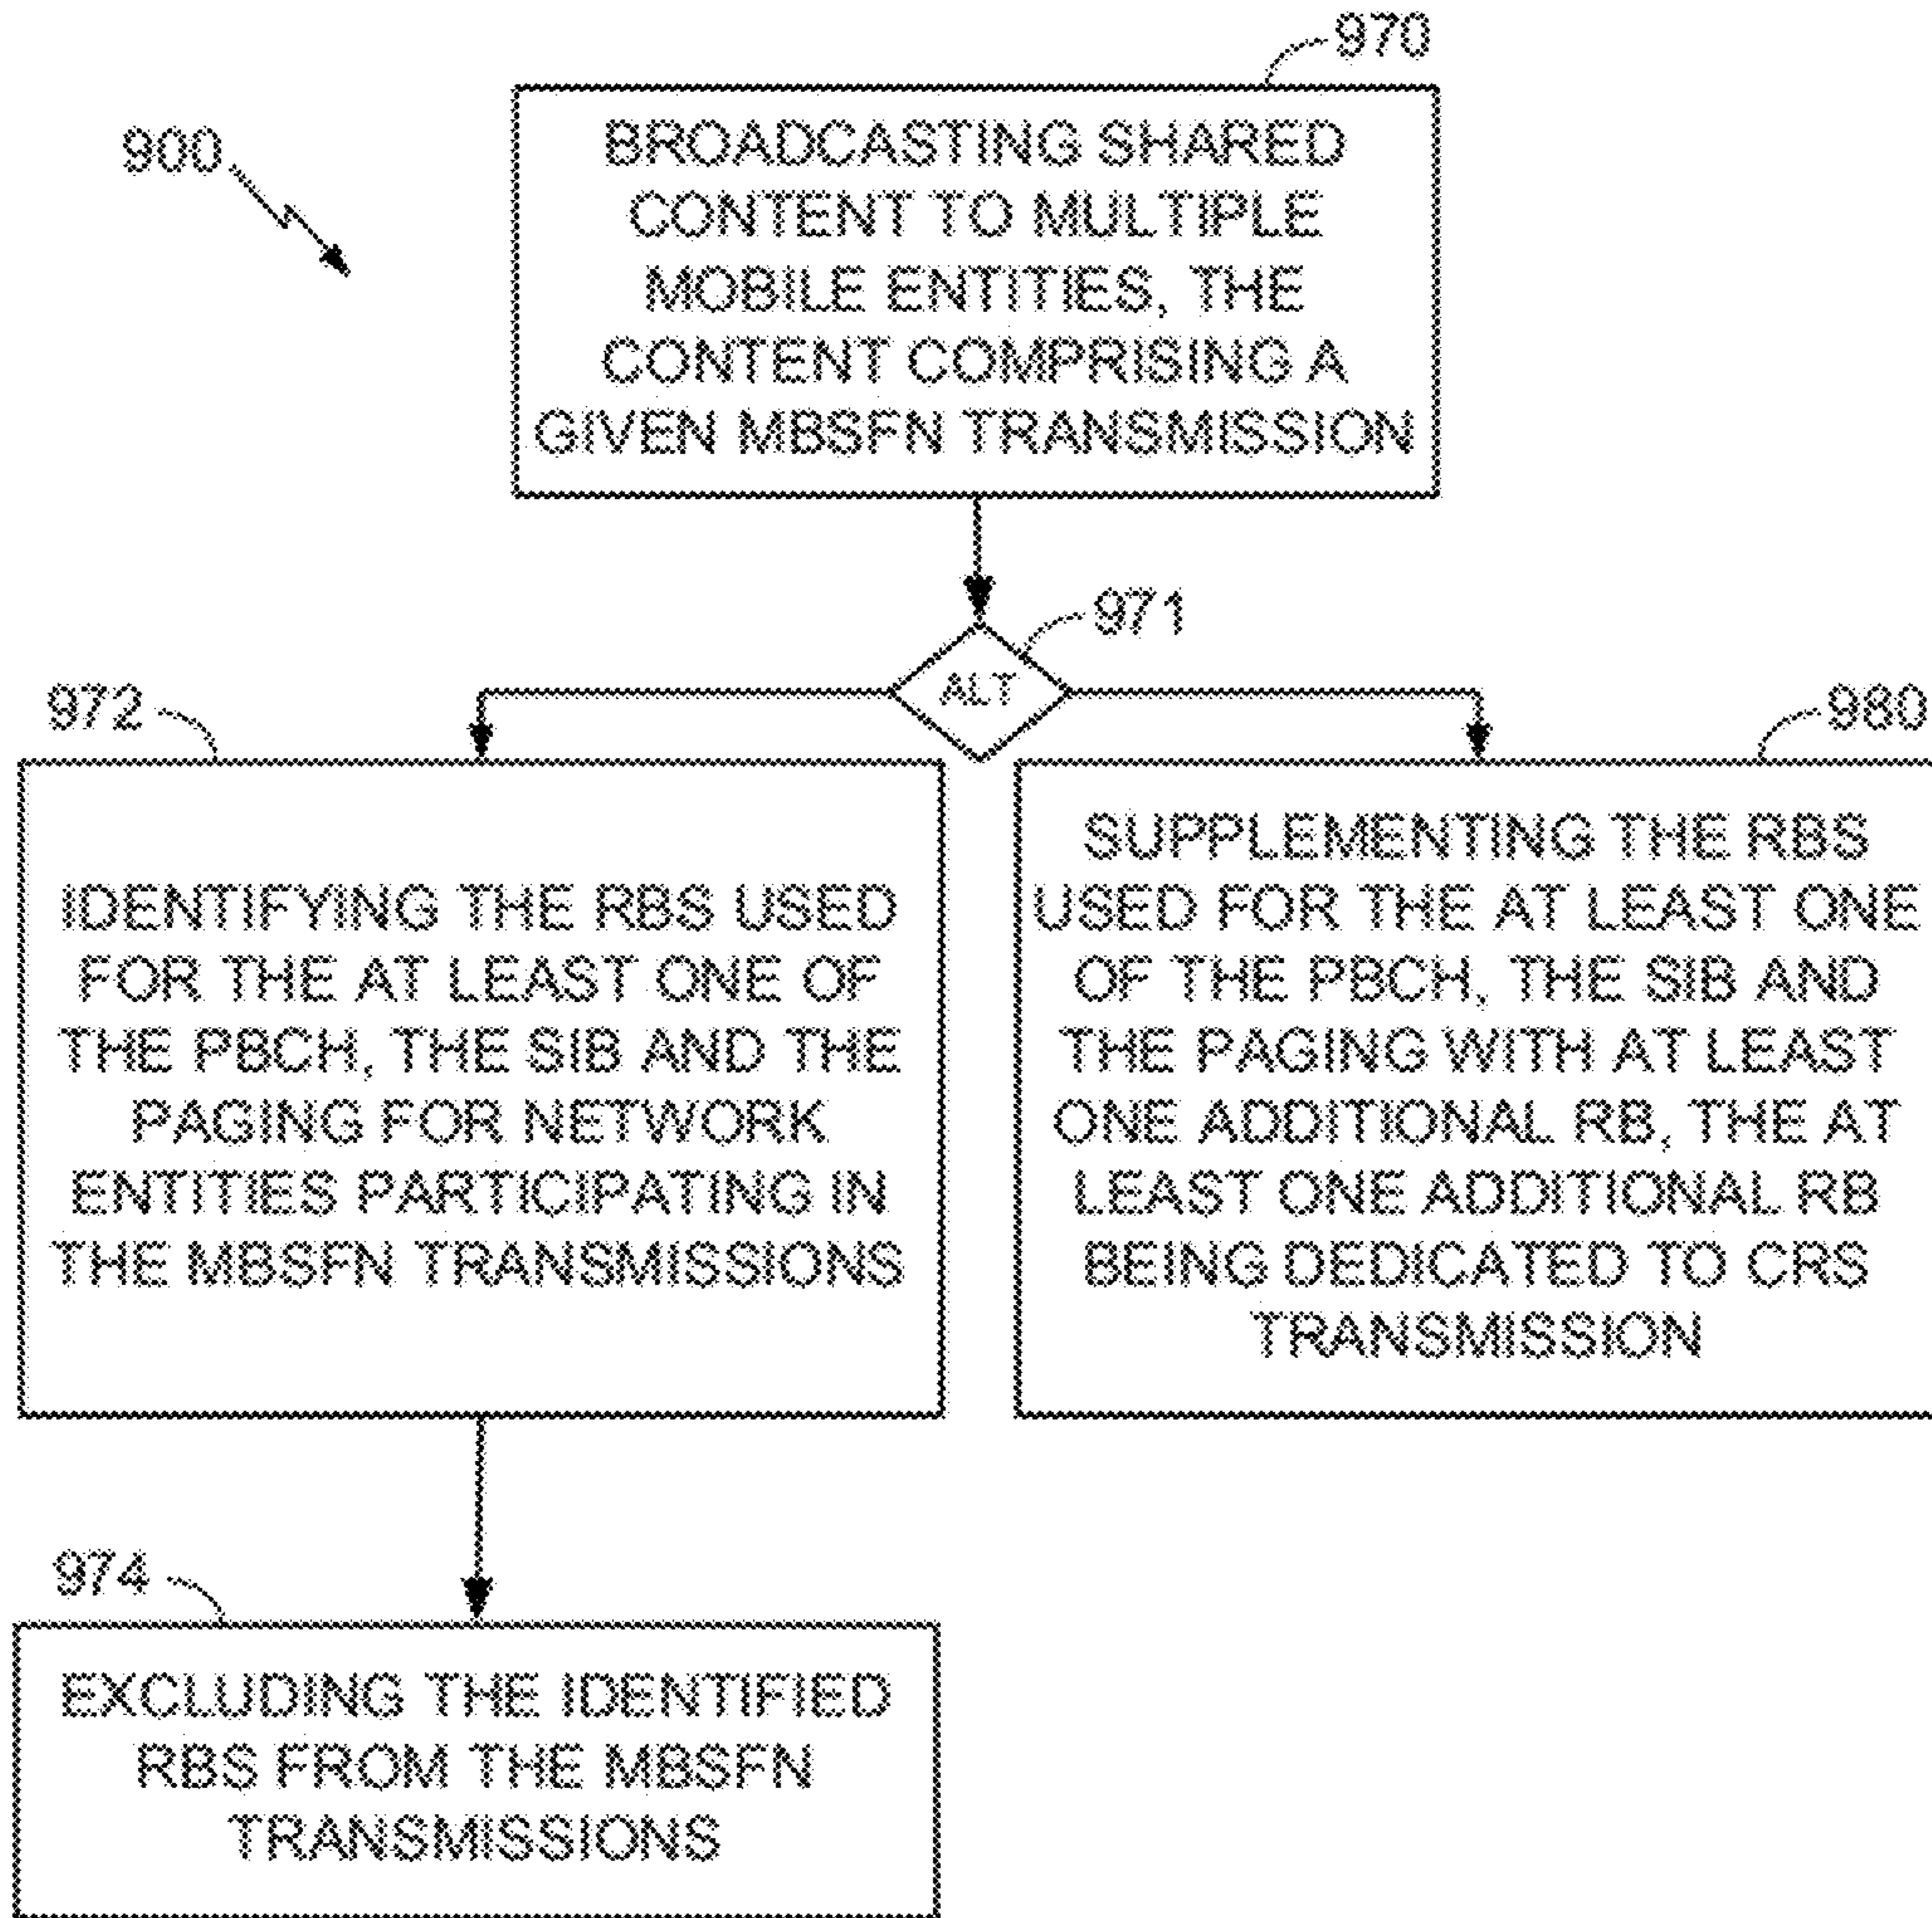 970
900
BROADCASTING SHARED
CONTENT TO MULTIPLE
MOBILE ENTITIES, THE
CONTENT COMPRISING A
GIVEN MBSFN TRANSMISSION
971
ALT
972
IDENTIFYING THE RBS USED
FOR THE AT LEAST ONE OF
THE PBCH, THE SIB AND THE
PAGING FOR NETWORK
ENTITIES PARTICIPATING IN
THE MBSFN TRANSMISSIONS
980
SUPPLEMENTING THE RBS
USED FOR THE AT LEAST ONE
OF THE PBCH, THE SIB AND
THE PAGING WITH AT LEAST
ONE ADDITIONAL RB, THE AT
LEAST ONE ADDITIONAL RB
BEING DEDICATED TO CRS
TRANSMISSION
974
EXCLUDING THE IDENTIFIED
RBS FROM THE MBSFN
TRANSMISSIONS